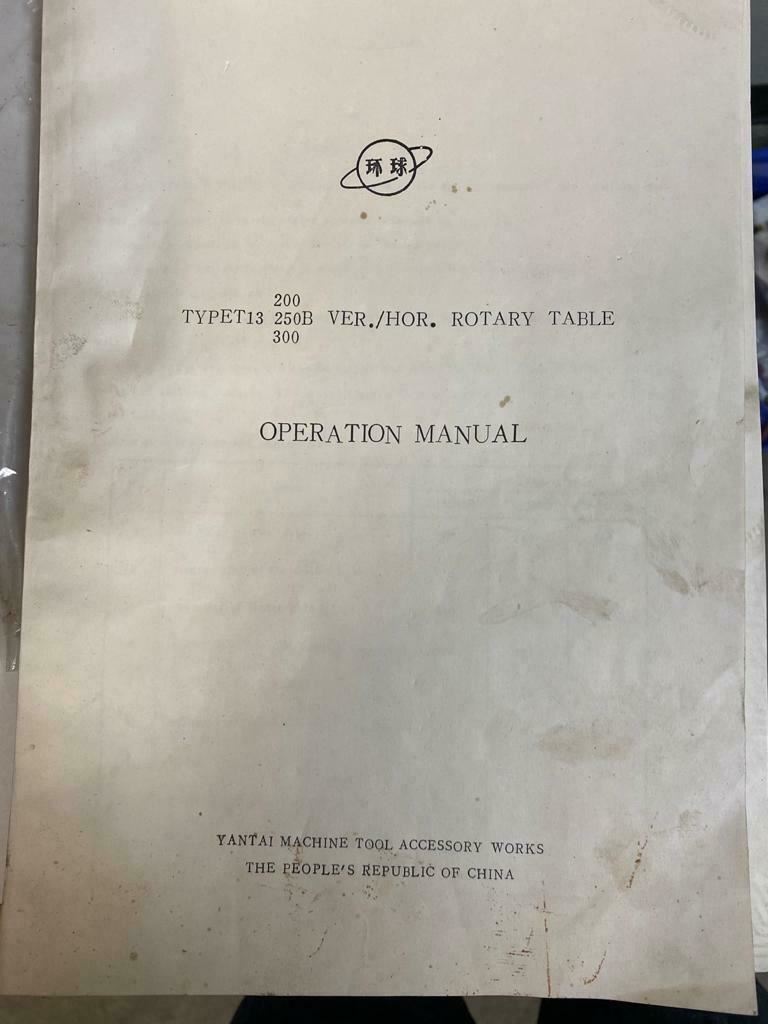 环球
200
TYPET13 250B VER./HOR. ROTARY TABLE
300
OPERATION MANUAL
YANTAI MACHINE TOOL ACCESSORY WORKS
THE PEOPLE'S REPUBLIC OF CHINA